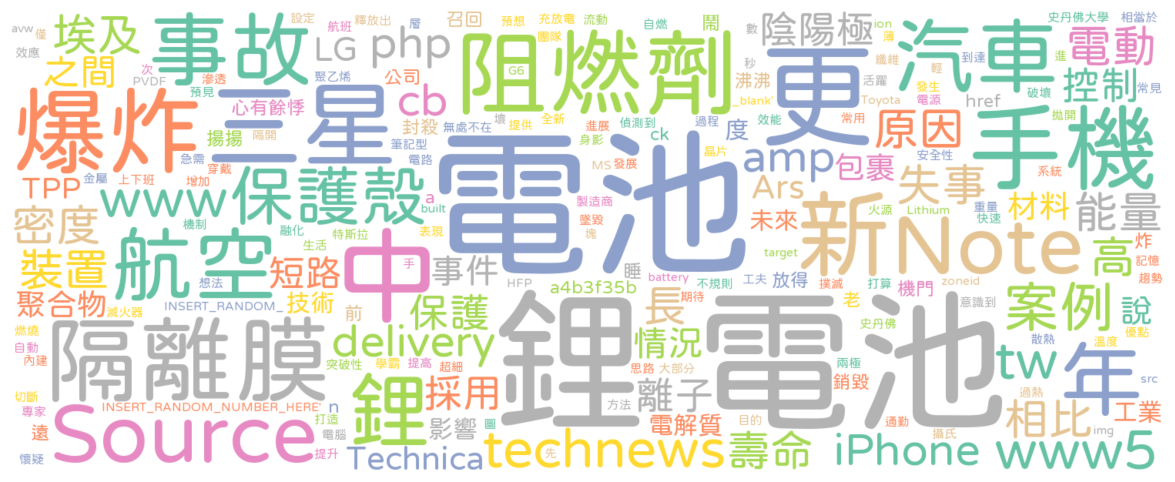 avw 僅 設定 航班 釋放出 層 預想 充放電 流動 召回 鬧 數 ion 薄 史丹佛大學 相當於
效應 埃及 事故 LG php 團隊 自燃 陰陽極 汽車 電動
之間 次 滲透 聚乙烯 公司 阻燃劑 G6 秒 更 纖維 輕 到達 進 控制 破壞 常見
PVDF 預見 爆炸 三星 心有餘悸 cb 沸沸 活躍 發生 電源 Toyota href
揚揚 隔開 封殺 無處不在 壞 提供 全新 _blank' 效能 常用 原因 手機 拋開
急需 穿戴 筆記型 電路 身影 進展 偵測到 ck 過程 度 晶片 安全性 系統
TPP 金屬 上下班 增加 www 保護殼 a built 電池 MS 發展 amp 包裹 失事
密度 機制 融化 特斯拉 表現 製造商 墜毀 塊 Ars 未來 新 Note 火源 Lithium 重量 快速 材料 能量
裝置 航空 生活 短路 中 手 事件 睡 battery target 不規則 工夫 放得 撲滅 打算 機門 zoneid 意識到 高 炸 記憶 趨勢
聚合物 想法 HFP a4b3f35b 長 期待 老
滅火器 INSERT_RANDOM_ 技術 前 保護 史丹佛 攝氏 案例 說
燃燒 隔離膜 delivery 情況 鋰電池 散熱 溫度 優點
自動 內建 突破性 學霸 提高 超細 思路 大部分 兩極 tw 年
切斷 INSERT_RANDOM_NUMBER_HERE' n 鋰 採用 離子 方法 銷毀 過熱 src
專家 遠 Source 打造 電腦 影響 圖 電解質 目的 通勤 相比 工業 img
懷疑 提升 Technica technews 先 壽命 iPhone www5